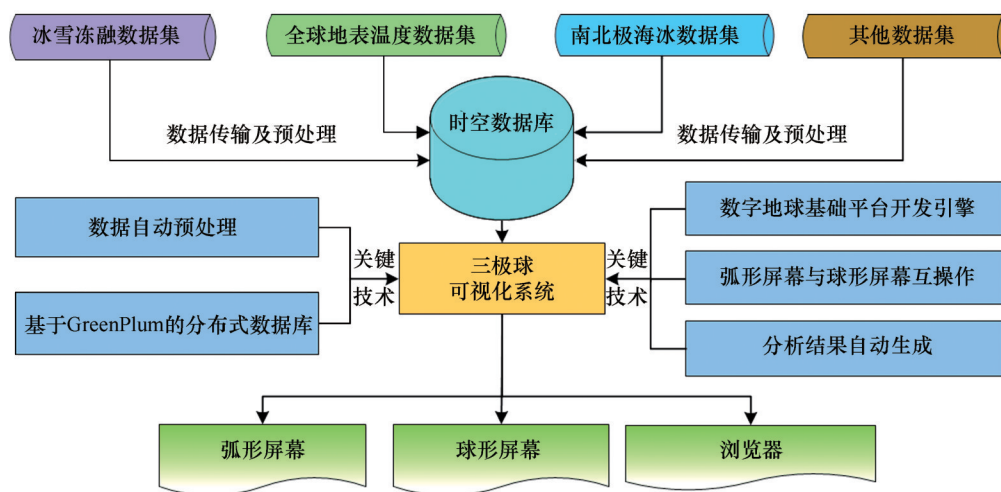 冰雪冻融数据集
全球地表温度数据集
南北极海冰数据集
其他数据集
时空数据库
数据传输及预处理
数据传输及预处理
数据自动预处理
基于GreenPlum的分布式数据库
关键
技术
三极球
可视化系统
关键
技术
数字地球基础平台开发引擎
弧形屏幕与球形屏幕互操作
分析结果自动生成
弧形屏幕
球形屏幕
浏览器